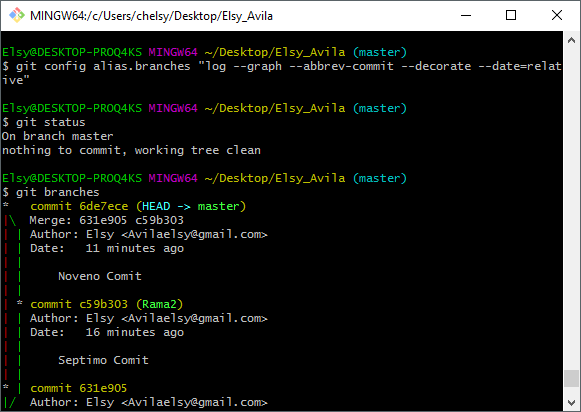 MINGW64:/c/Users/chelsy/Desktop/Elsy_Avila
Elsy@DESKTOP-PROQ4KS MINGW64 ~/Desktop/Elsy_Avila (master)
$ git config alias.branches "log --graph --abbrev-commit --decorate --date=relat
ive"
Elsy@DESKTOP-PROQ4KS MINGW64 ~/Desktop/Elsy_Avila (master)
$ git status
On branch master
nothing to commit, working tree clean
Elsy@DESKTOP-PROQ4KS MINGW64 ~/Desktop/Elsy_Avila (master)
$ git branches
*   commit 6de7ece (HEAD -> master)
|\  Merge: 631e905 c59b303
| | Author: Elsy <Avilaelsy@gmail.com>
| | Date:   11 minutes ago
| |
| |     Noveno Comit
| |
| * commit c59b303 (Rama2)
| | Author: Elsy <Avilaelsy@gmail.com>
| | Date:   16 minutes ago
| |
| |     Septimo Comit
| |
* | commit 631e905
|/  Author: Elsy <Avilaelsy@gmail.com>